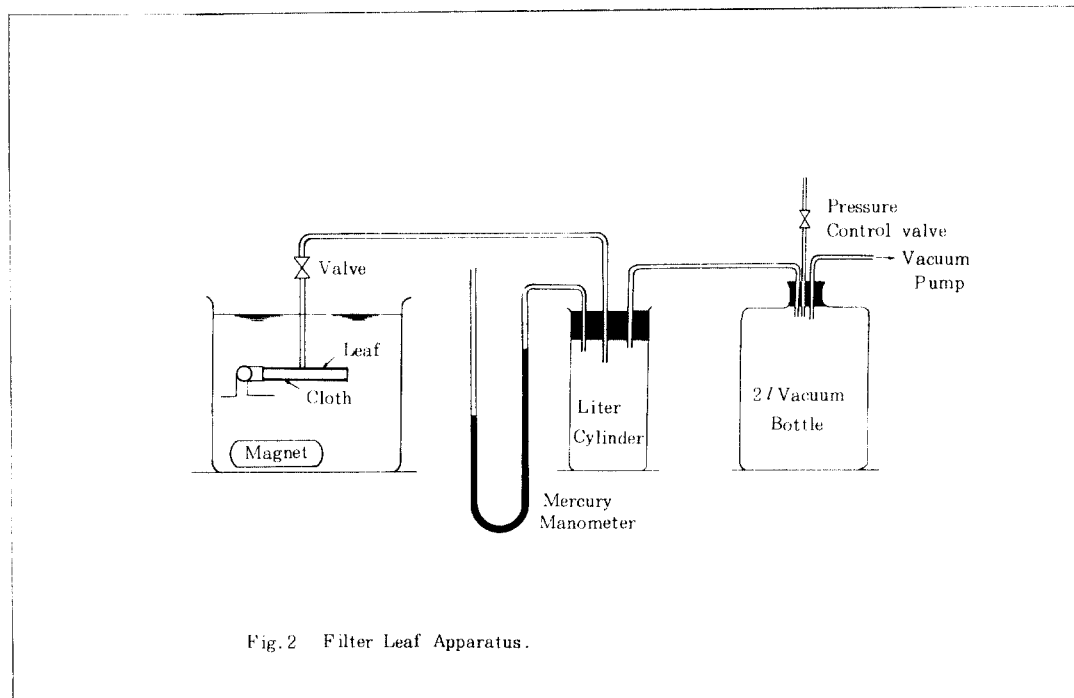 Pressure
Control valve
Vacuum
Pump
Valve
Leaf
Cloth
Magnet
Liter
Cylinder
2l Vacuum
Bottle
Mercury
Manometer
Fig.2 Filter Leaf Apparatus.